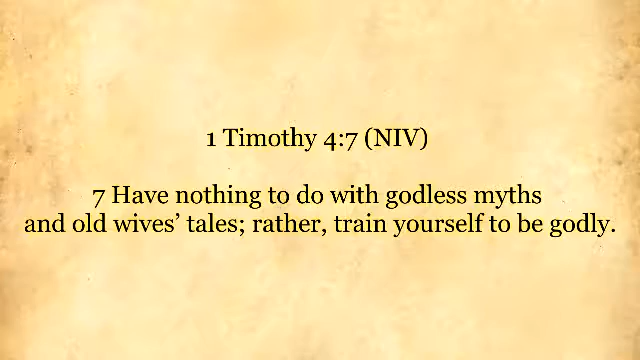 1 Timothy 4:7 (NIV)
7 Have nothing to do with godless myths
and old wives’ tales; rather, train yourself to be godly.